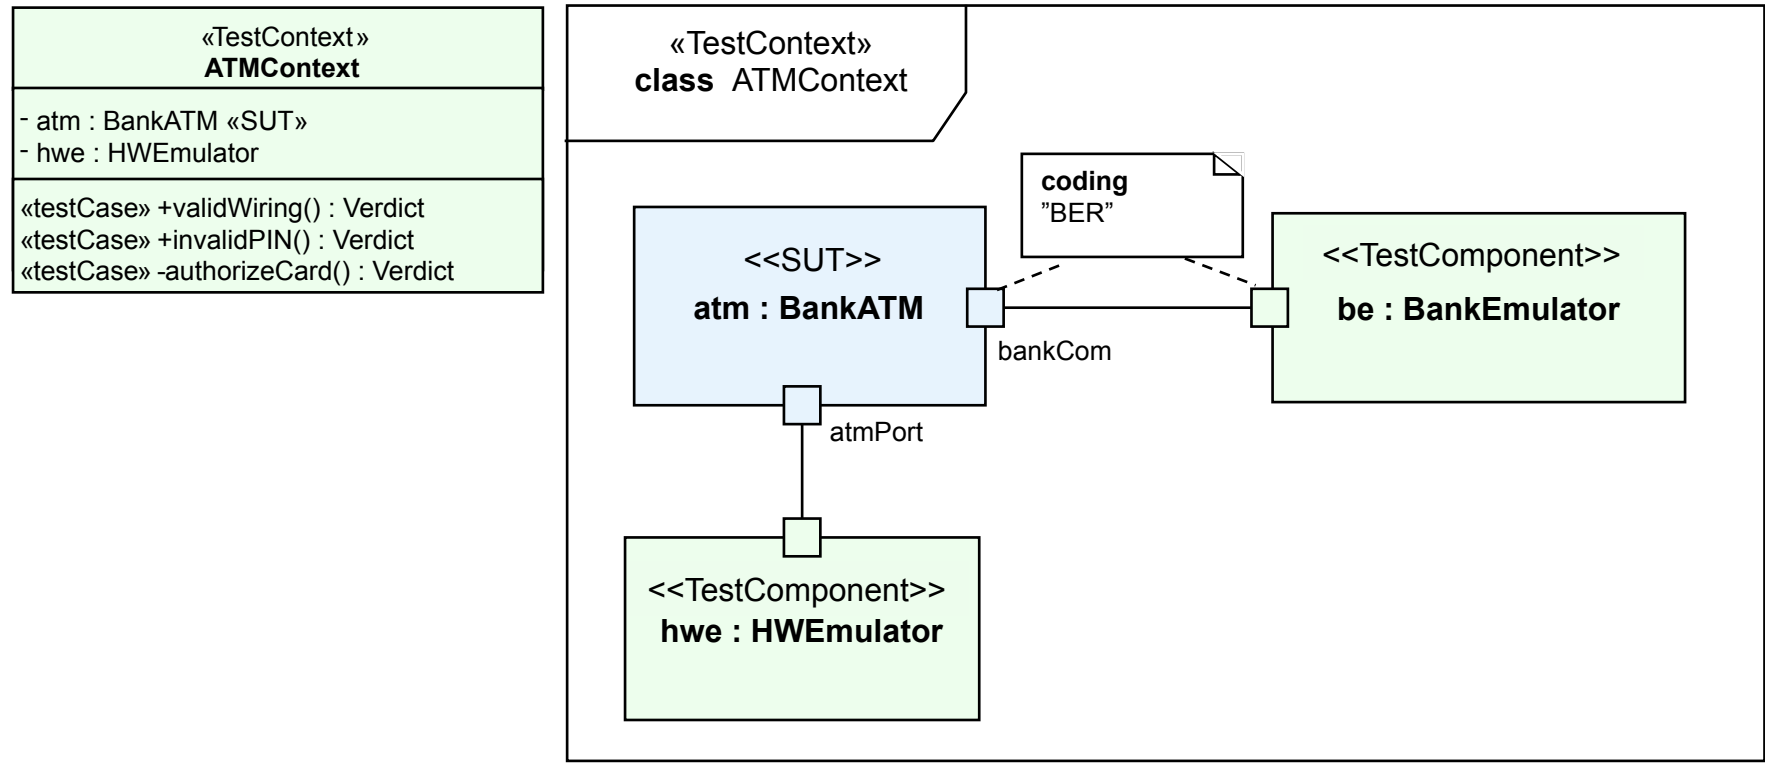 «TestContext»
ATMContext
- atm : BankATM «SUT»
- hwe : HWEmulator
«testCase» +validWiring() : Verdict
«testCase» +invalidPIN() : Verdict
«testCase» -authorizeCard() : Verdict
«TestContext»
class ATMContext
coding
”BER”
<<SUT>>
atm : BankATM
<<TestComponent>>
be : BankEmulator
bankCom
atmPort
<<TestComponent>>
hwe : HWEmulator